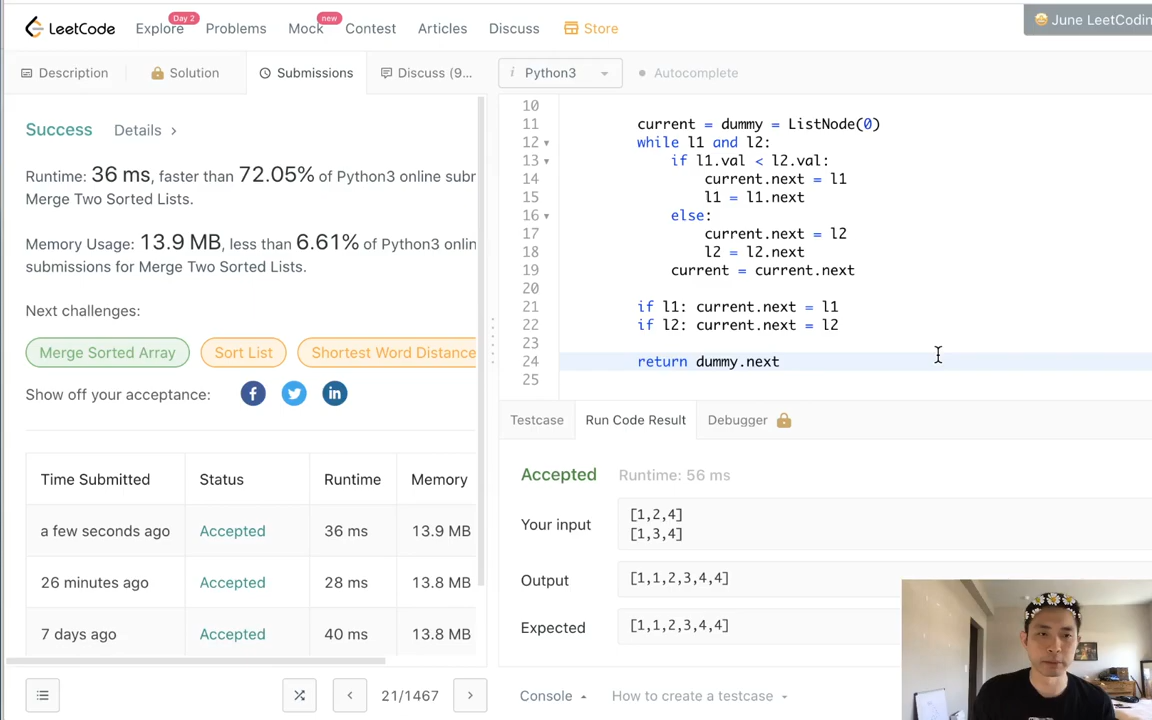 LeetCode
Explore
Day 2
Problems
Mock
new
Contest
Articles
Discuss
Store
June LeetCodin
Description
Solution
Submissions
Discuss (9...
i Python3
Autocomplete
Success
Details >
Runtime: 36 ms, faster than 72.05% of Python3 online subr
Merge Two Sorted Lists.
Memory Usage: 13.9 MB, less than 6.61% of Python3 onlin
submissions for Merge Two Sorted Lists.
Next challenges:
Merge Sorted Array
Sort List
Shortest Word Distance
Show off your acceptance:
Time Submitted Status Runtime Memory
a few seconds ago Accepted 36 ms 13.9 MB
26 minutes ago Accepted 28 ms 13.8 MB
7 days ago Accepted 40 ms 13.8 MB
21/1467
10
11 current = dummy = ListNode(0)
12 while l1 and l2:
13 if l1.val < l2.val:
14 current.next = l1
15 l1 = l1.next
16 else:
17 current.next = l2
18 l2 = l2.next
19 current = current.next
20
21 if l1: current.next = l1
22 if l2: current.next = l2
23
24 return dummy.next
25
Testcase
Run Code Result
Debugger
Accepted Runtime: 56 ms
Your input
[1,2,4]
[1,3,4]
Output
[1,1,2,3,4,4]
Expected
[1,1,2,3,4,4]
Console
How to create a testcase